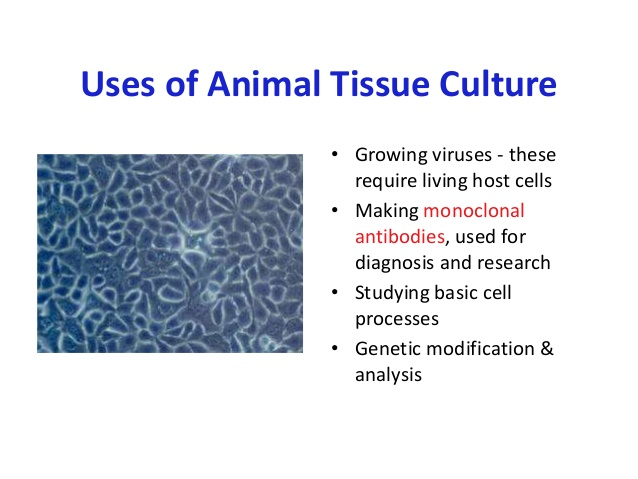 Uses of Animal Tissue Culture
• Growing viruses - these
require living host cells
• Making monoclonal
antibodies, used for
diagnosis and research
• Studying basic cell
processes
• Genetic modification &
analysis